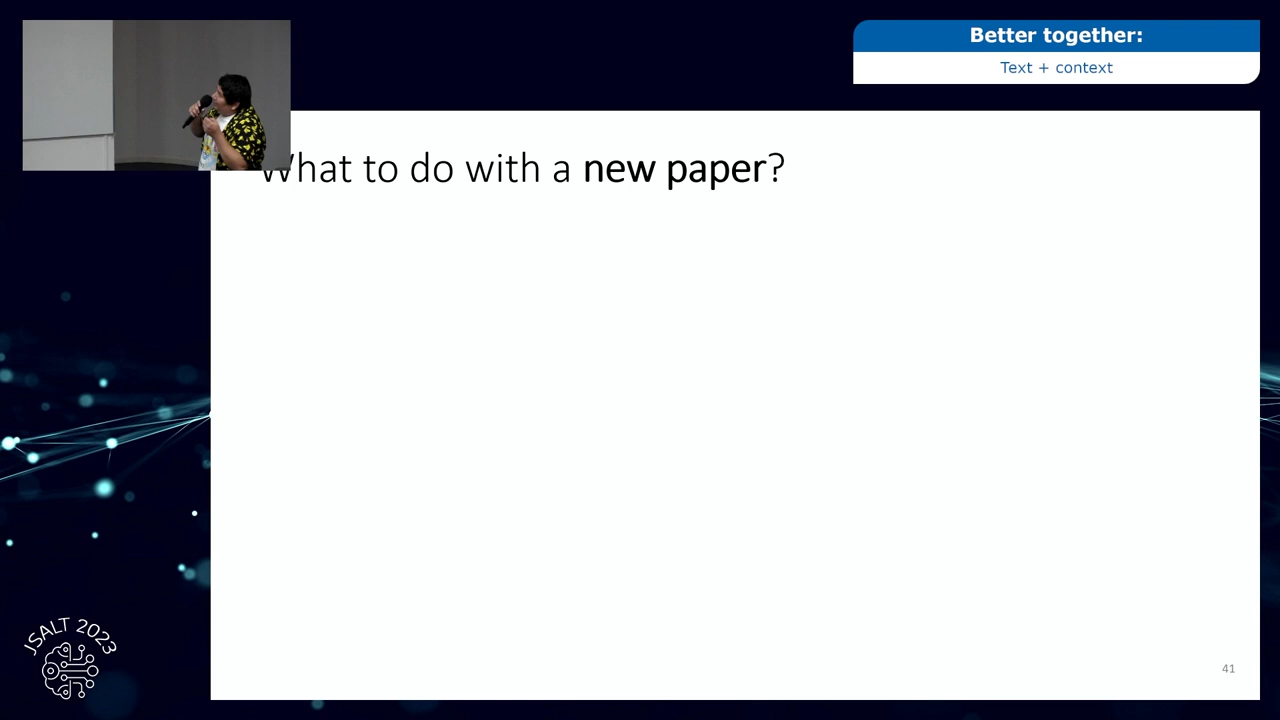 Better together:
Text + context
What to do with a new paper?
41
JSALT 2023